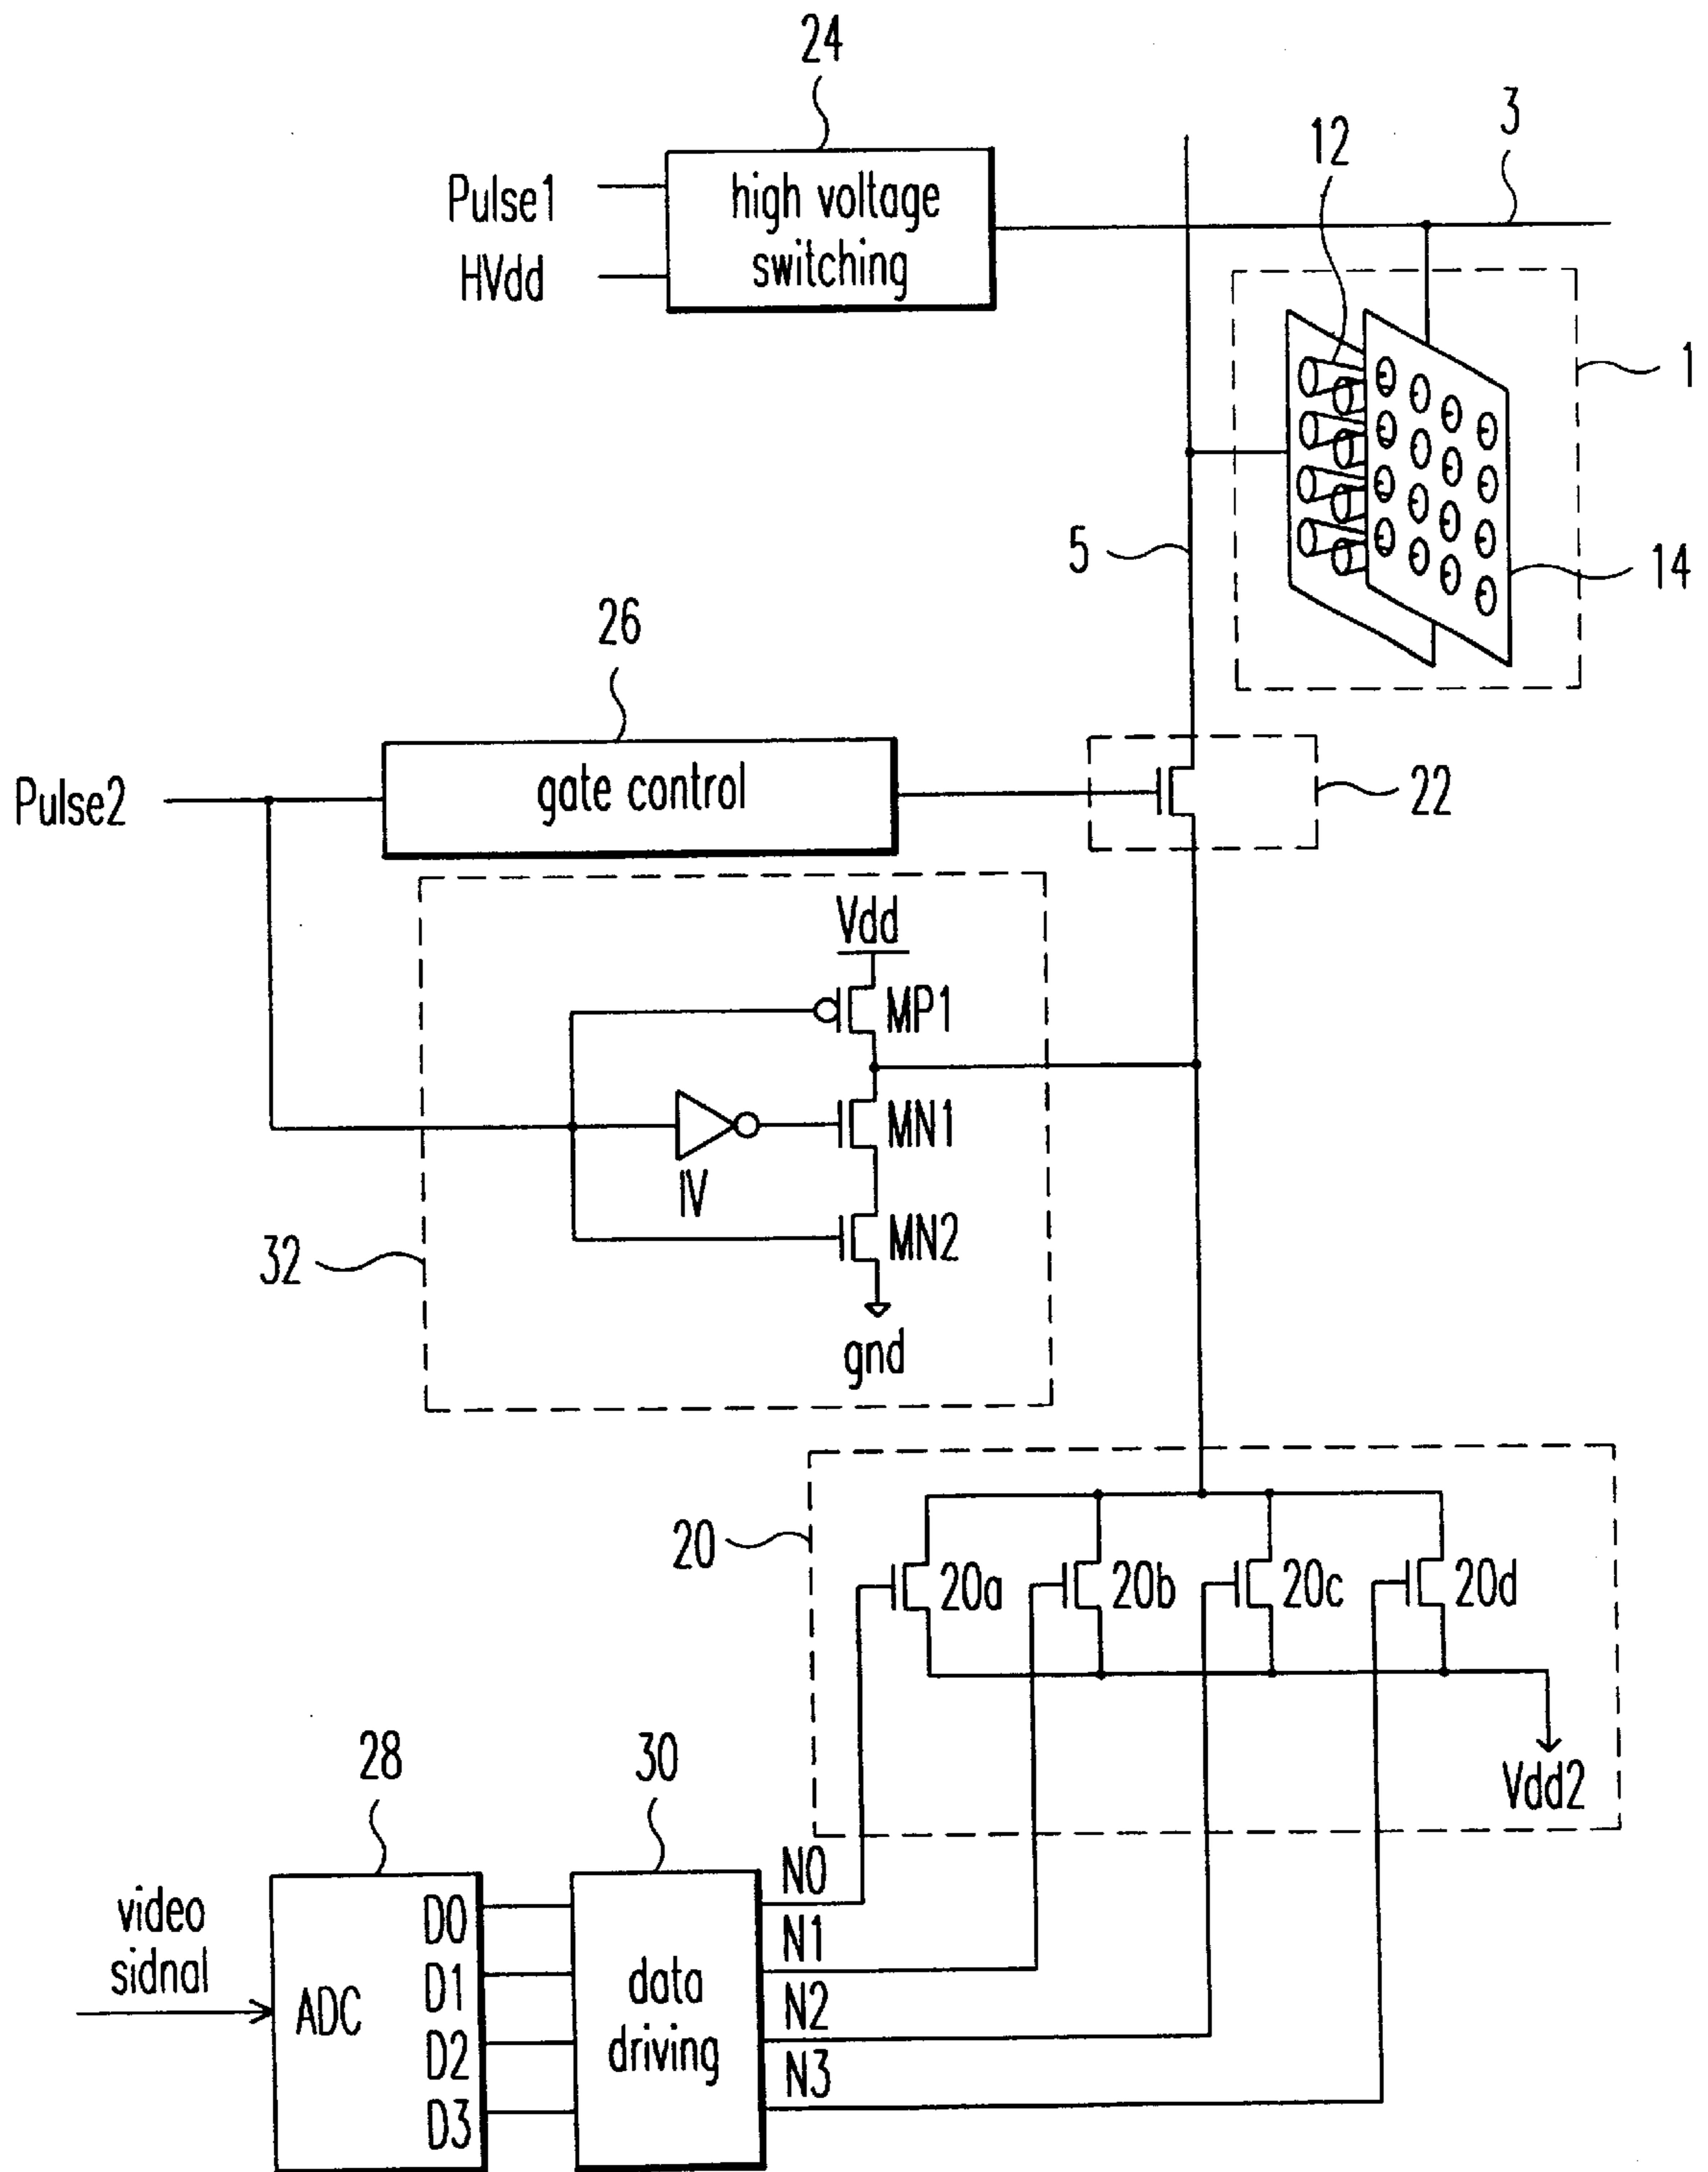 24
3
12
Pulse1
high voltage
HVdd
switching
1
5
14
26
Pulse2
gate control
22
Vdd
MP1
MN1
IV
MN2
32
gnd
20
20a
20b
20c
20d
Vdd2
28
30
N0
video
sidnal
D0
N1
D1
data
ADC
N2
D2
driving
N3
D3